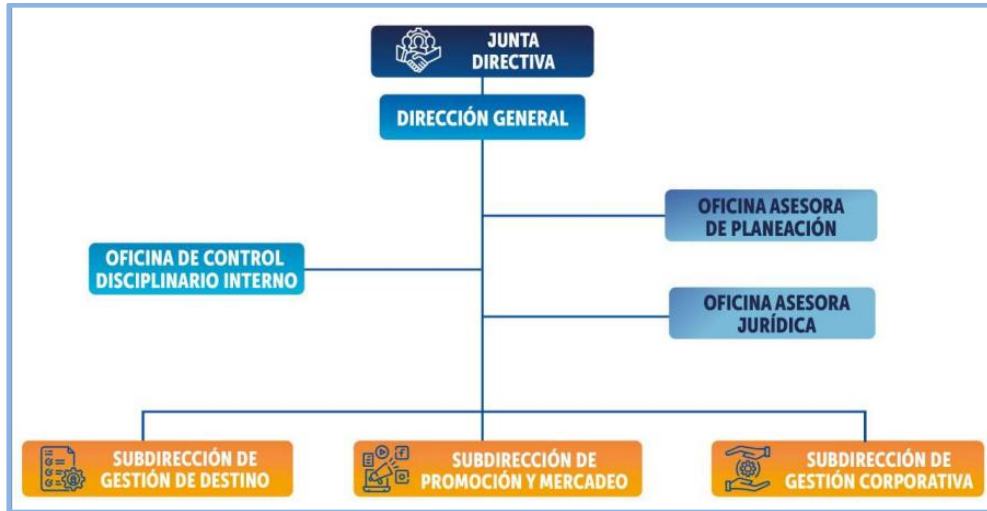 JUNTA
DIRECTIVA
DIRECCIÓN GENERAL
OFICINA ASESORA
DE PLANEACIÓN
OFICINA DE CONTROL
DISCIPLINARIO INTERNO
OFICINA ASESORA
JURÍDICA
SUBDIRECCIÓN DE
GESTIÓN DE DESTINO
SUBDIRECCIÓN DE
PROMOCIÓN Y MERCADEO
SUBDIRECCIÓN DE
GESTIÓN CORPORATIVA